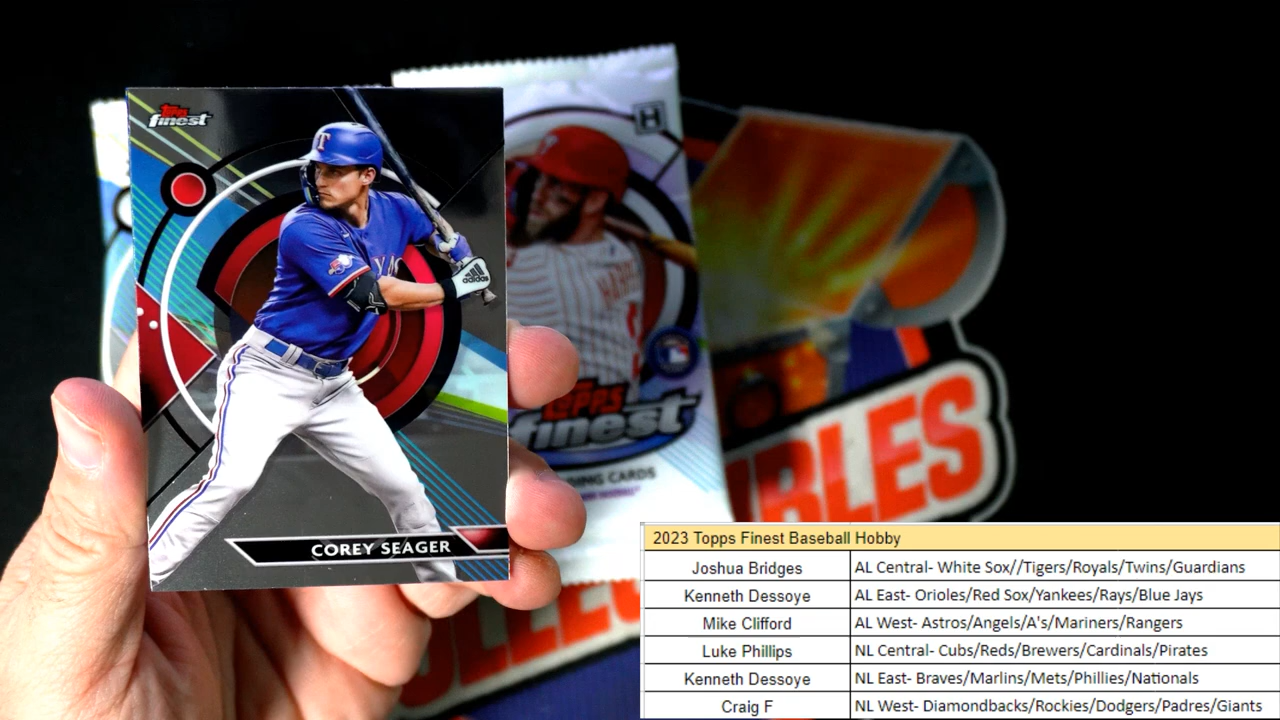 Topps
finest
T
adidas
COREY SEAGER
H
Topps
finest
2023 Topps Finest Baseball Hobby
Joshua Bridges AL Central- White Sox//Tigers/Royals/Twins/Guardians
Kenneth Dessoye AL East- Orioles/Red Sox/Yankees/Rays/Blue Jays
Mike Clifford AL West- Astros/Angels/A's/Mariners/Rangers
Luke Phillips NL Central- Cubs/Reds/Brewers/Cardinals/Pirates
Kenneth Dessoye NL East- Braves/Marlins/Mets/Phillies/Nationals
Craig F NL West- Diamondbacks/Rockies/Dodgers/Padres/Giants